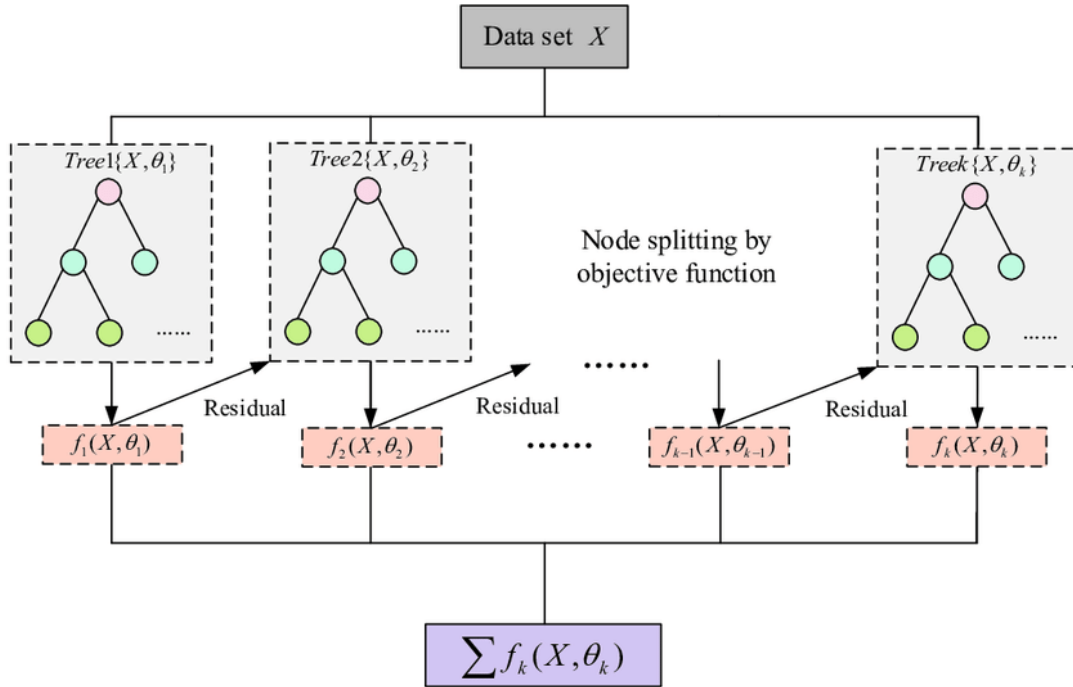 Data set X
Tree1{X,θ₁}
Tree2{X,θ₂}
Treek{X,θₖ}
Node splitting by
objective function
......
......
......
......
Residual
Residual
Residual
f₁(X,θ₁)
f₂(X,θ₂)
......
fₖ₋₁(X,θₖ₋₁)
fₖ(X,θₖ)
∑ fₖ(X,θₖ)